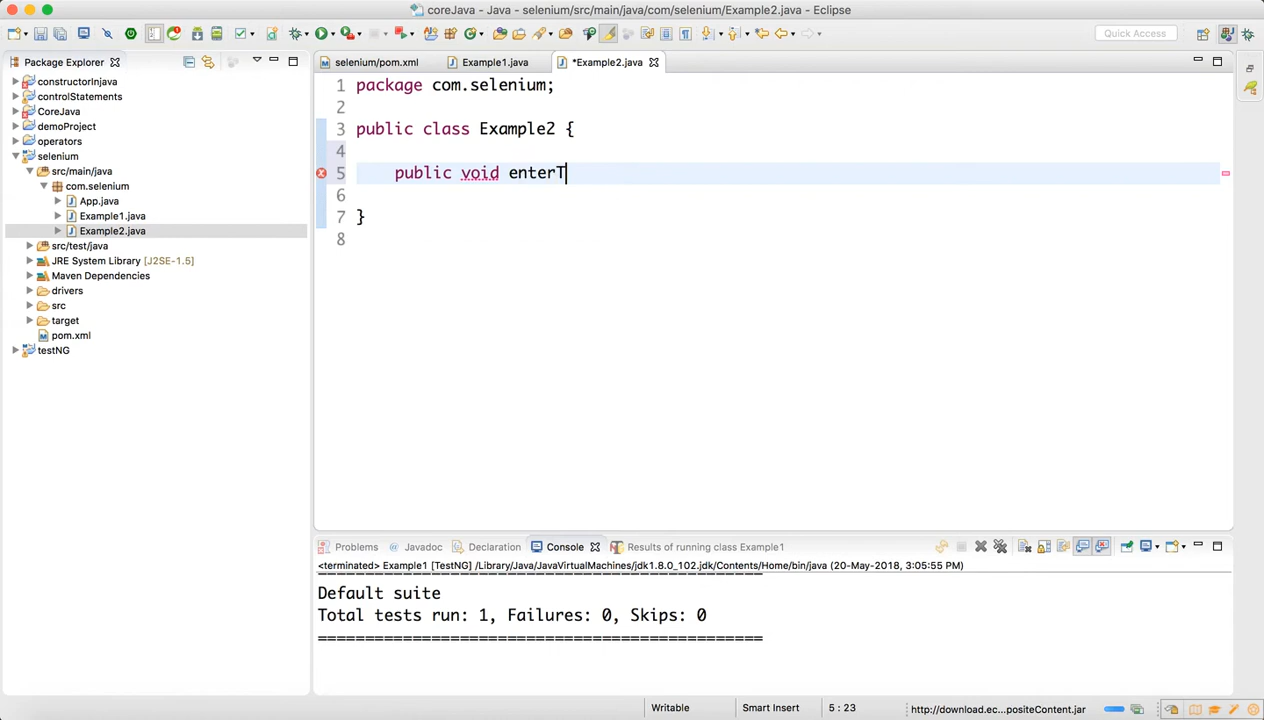 coreJava - Java - selenium/src/main/java/com/selenium/Example2.java - Eclipse
Quick Access
Package Explorer
constructorInjava
controlStatements
CoreJava
demoProject
operators
selenium
src/main/java
com.selenium
App.java
Example1.java
Example2.java
src/test/java
JRE System Library [J2SE-1.5]
Maven Dependencies
drivers
src
target
pom.xml
testNG
selenium/pom.xml
Example1.java
*Example2.java
1 package com.selenium;
2
3 public class Example2 {
4
5 public void enterT
6
7 }
8
Problems
Javadoc
Declaration
Console
Results of running class Example1
<terminated> Example1 [TestNG] /Library/Java/JavaVirtualMachines/jdk1.8.0_102.jdk/Contents/Home/bin/java (20-May-2018, 3:05:55 PM)
===============================================
Default suite
Total tests run: 1, Failures: 0, Skips: 0
===============================================
Writable
Smart Insert
5 : 23
http://download.ec...positeContent.jar